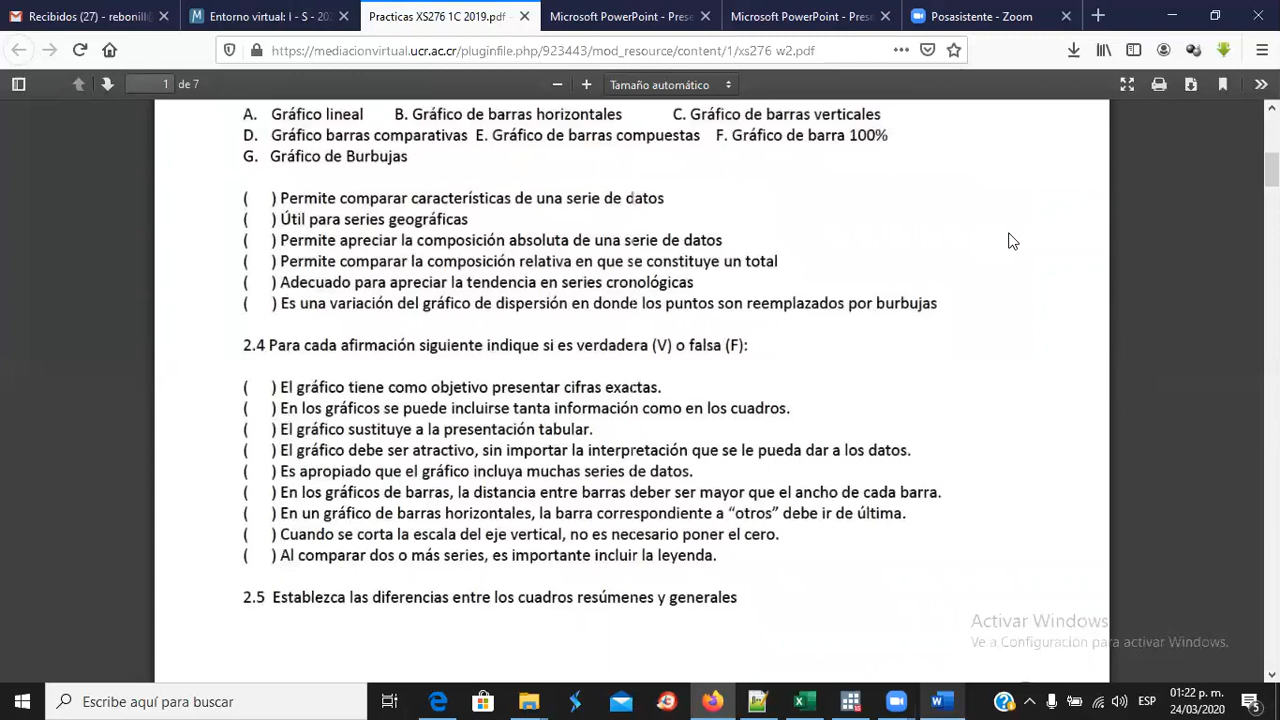 Recibidos (27) - rebonill@
Entorno virtual: I - S - 202
Practicas XS276 1C 2019.pdf
Microsoft PowerPoint - Prese
Microsoft PowerPoint - Prese
Posasistente - Zoom
https://mediacionvirtual.ucr.ac.cr/pluginfile.php/923443/mod_resource/content/1/xs276 w2.pdf
1 de 7
Tamaño automático
A. Gráfico lineal B. Gráfico de barras horizontales C. Gráfico de barras verticales
D. Gráfico barras comparativas E. Gráfico de barras compuestas F. Gráfico de barra 100%
G. Gráfico de Burbujas
( ) Permite comparar características de una serie de datos
( ) Útil para series geográficas
( ) Permite apreciar la composición absoluta de una serie de datos
( ) Permite comparar la composición relativa en que se constituye un total
( ) Adecuado para apreciar la tendencia en series cronológicas
( ) Es una variación del gráfico de dispersión en donde los puntos son reemplazados por burbujas
2.4 Para cada afirmación siguiente indique si es verdadera (V) o falsa (F):
( ) El gráfico tiene como objetivo presentar cifras exactas.
( ) En los gráficos se puede incluirse tanta información como en los cuadros.
( ) El gráfico sustituye a la presentación tabular.
( ) El gráfico debe ser atractivo, sin importar la interpretación que se le pueda dar a los datos.
( ) Es apropiado que el gráfico incluya muchas series de datos.
( ) En los gráficos de barras, la distancia entre barras deber ser mayor que el ancho de cada barra.
( ) En un gráfico de barras horizontales, la barra correspondiente a “otros” debe ir de última.
( ) Cuando se corta la escala del eje vertical, no es necesario poner el cero.
( ) Al comparar dos o más series, es importante incluir la leyenda.
2.5 Establezca las diferencias entre los cuadros resúmenes y generales
Activar Windows
Ve a Configuración para activar Windows.
Escribe aquí para buscar
ESP
01:22 p. m.
24/03/2020
5